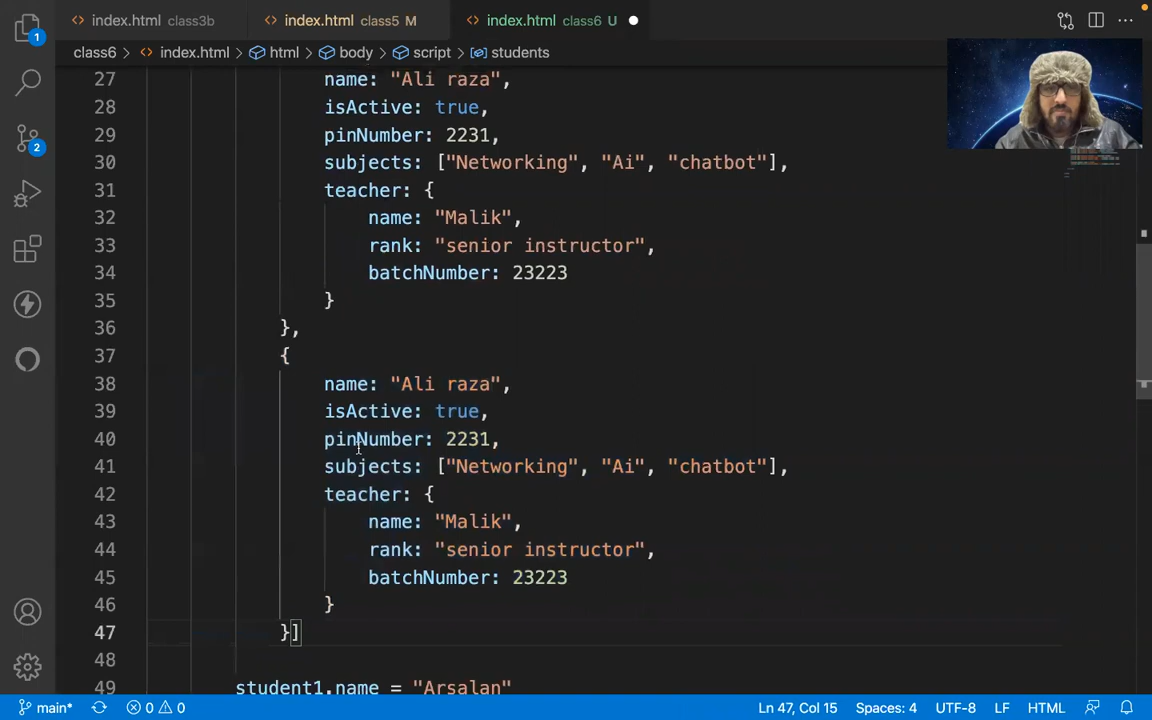 index.html class3b
index.html class5 M
index.html class6 U
class6 > index.html > html > body > script > students
27 name: "Ali raza",
28 isActive: true,
29 pinNumber: 2231,
30 subjects: ["Networking", "Ai", "chatbot"],
31 teacher: {
32 name: "Malik",
33 rank: "senior instructor",
34 batchNumber: 23223
35 }
36 },
37 {
38 name: "Ali raza",
39 isActive: true,
40 pinNumber: 2231,
41 subjects: ["Networking", "Ai", "chatbot"],
42 teacher: {
43 name: "Malik",
44 rank: "senior instructor",
45 batchNumber: 23223
46 }
47 }]
48
49 student1.name = "Arsalan"
1
2
main* 0 0 Ln 47, Col 15 Spaces: 4 UTF-8 LF HTML